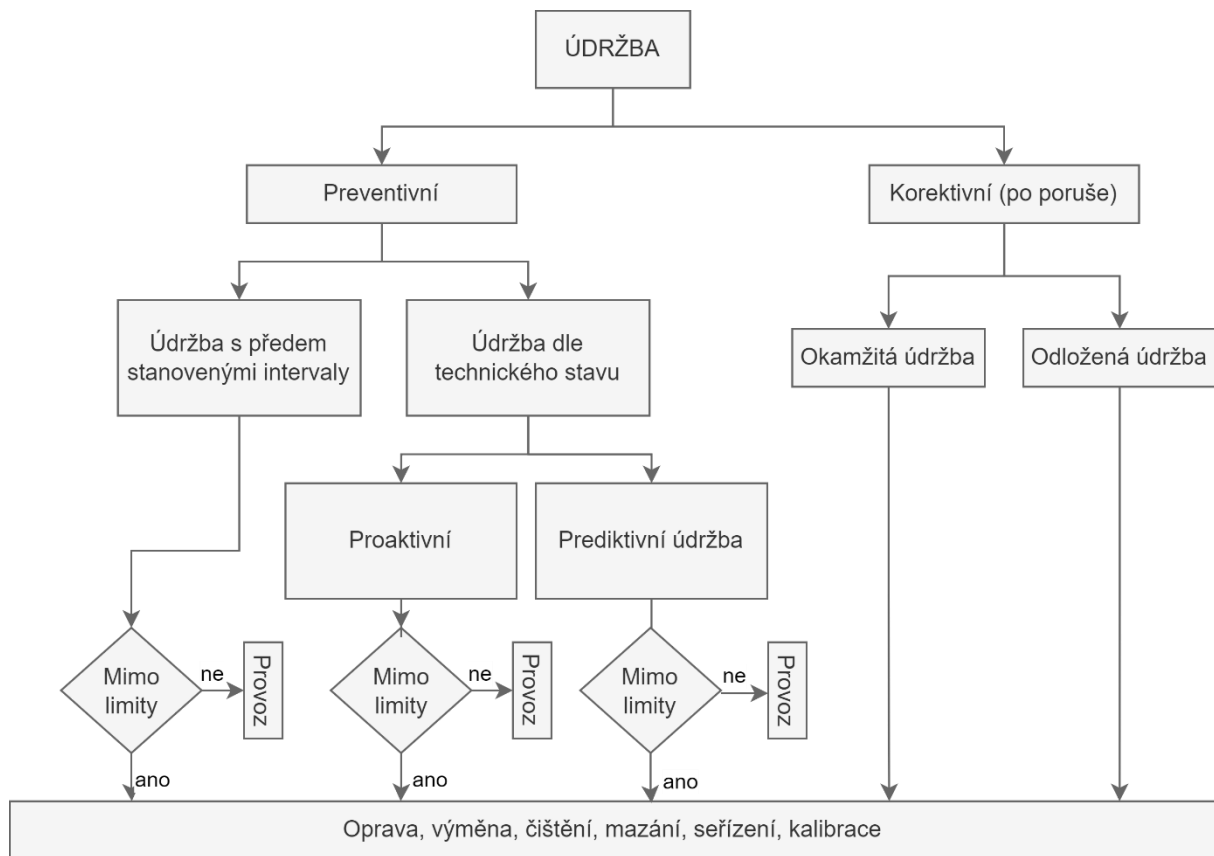 ÚDRŽBA
Preventivní
Korektivní (po poruše)
Údržba s předem
stanovenými intervaly
Údržba dle
technického stavu
Okamžitá údržba
Odložená údržba
Proaktivní
Prediktivní údržba
Mimo
limity
ne
Provoz
Mimo
limity
ne
Provoz
Mimo
limity
ne
Provoz
ano
ano
ano
Oprava, výměna, čištění, mazání, seřízení, kalibrace